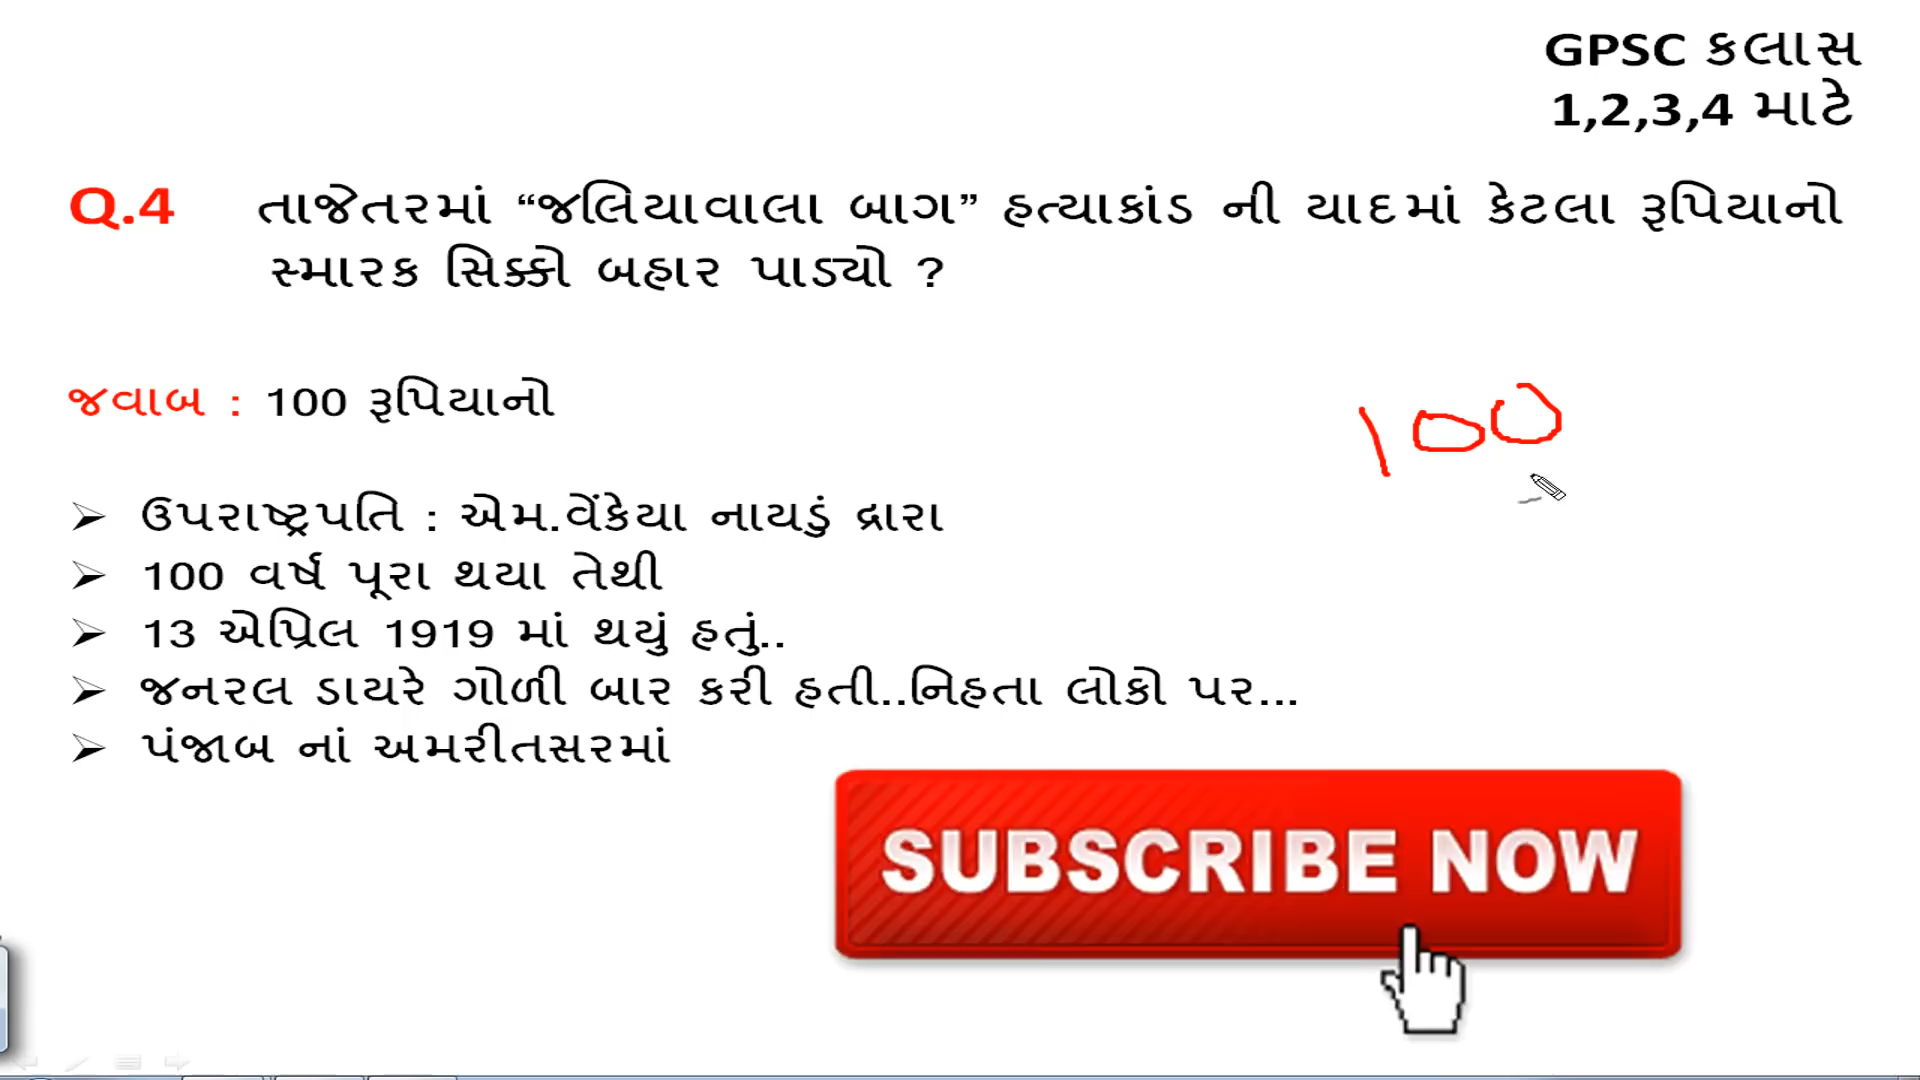 GPSC કલાસ
1,2,3,4 માટે
Q.4 તાજેતરમાં “જલિયાવાલા બાગ” હત્યાકાંડ ની યાદમાં કેટલા રૂપિયાનો
સ્મારક સિક્કો બહાર પાડ્યો ?
જવાબ : 100 રૂપિયાનો
100
➢ ઉપરાષ્ટ્રપતિ : એમ.વેંકેયા નાયડું દ્રારા
➢ 100 વર્ષ પૂરા થયા તેથી
➢ 13 એપ્રિલ 1919 માં થયું હતું..
➢ જનરલ ડાયરે ગોળી બાર કરી હતી..નિહતા લોકો પર...
➢ પંજાબ નાં અમરીતસરમાં
SUBSCRIBE NOW